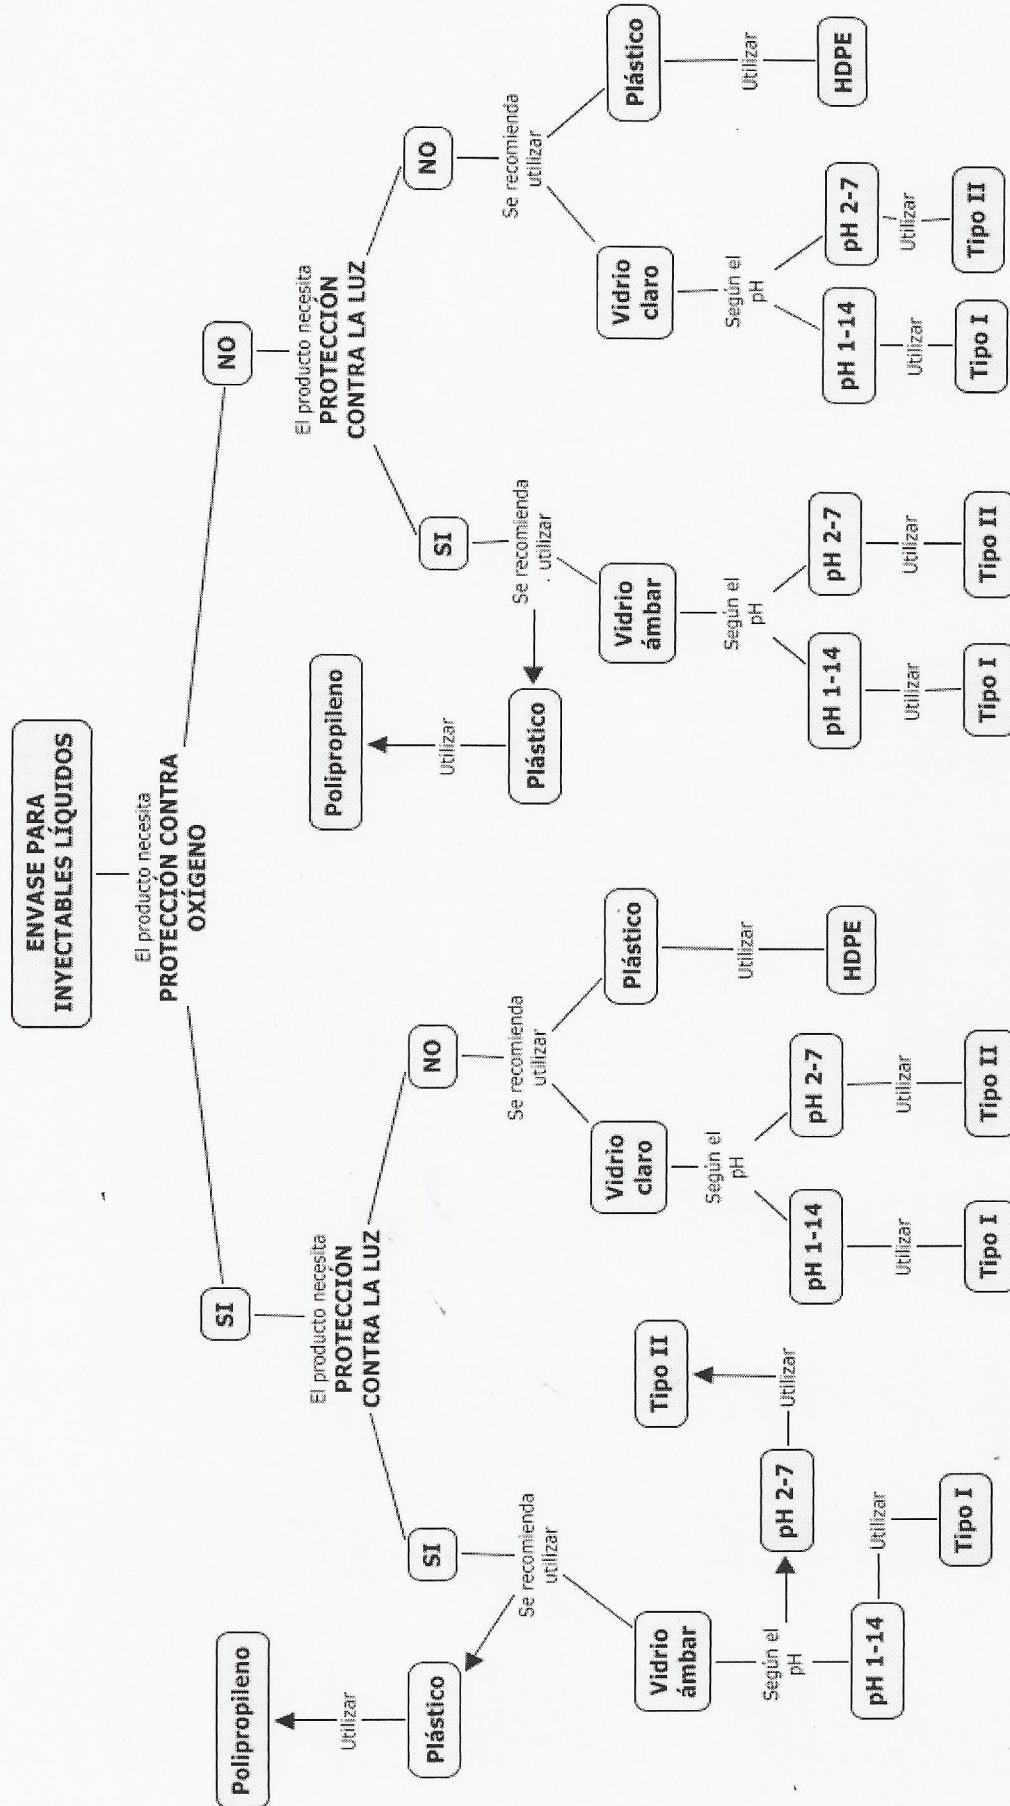 ENVASE PARA
INYECTABLES LÍQUIDOS
El producto necesita
PROTECCIÓN CONTRA
OXÍGENO
SI
El producto necesita
PROTECCIÓN
CONTRA LA LUZ
SI
Se recomienda
utilizar
Plástico
Utilizar
Polipropileno
Vidrio
ámbar
Según el
pH
pH 1-14
Utilizar
Tipo I
pH 2-7
Utilizar
Tipo II
NO
Se recomienda
utilizar
Vidrio
claro
Según el
pH
pH 1-14
Utilizar
Tipo I
pH 2-7
Utilizar
Tipo II
Plástico
Utilizar
HDPE
NO
El producto necesita
PROTECCIÓN
CONTRA LA LUZ
SI
Se recomienda
utilizar
Plástico
Utilizar
Polipropileno
Vidrio
ámbar
Según el
pH
pH 1-14
Utilizar
Tipo I
pH 2-7
Utilizar
Tipo II
NO
Se recomienda
utilizar
Vidrio
claro
Según el
pH
pH 1-14
Utilizar
Tipo I
pH 2-7
Utilizar
Tipo II
Plástico
Utilizar
HDPE